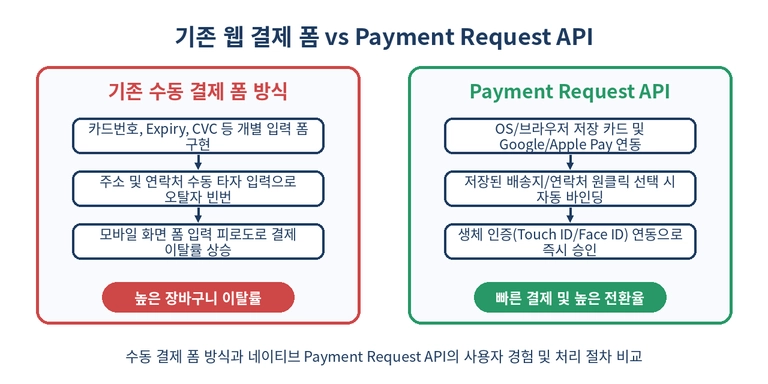 기존 웹 결제 폼 vs Payment Request API
기존 수동 결제 폼 방식
카드번호, Expiry, CVC 등 개별 입력 폼
구현
주소 및 연락처 수동 타자 입력으로
오탈자 빈번
모바일 화면 폼 입력 피로도로 결제
이탈률 상승
높은 장바구니 이탈률
Payment Request API
OS/브라우저 저장 카드 및
Google/Apple Pay 연동
저장된 배송지/연락처 원클릭 선택 시
자동 바인딩
생체 인증(Touch ID/Face ID) 연동으로
즉시 승인
빠른 결제 및 높은 전환율
수동 결제 폼 방식과 네이티브 Payment Request API의 사용자 경험 및 처리 절차 비교